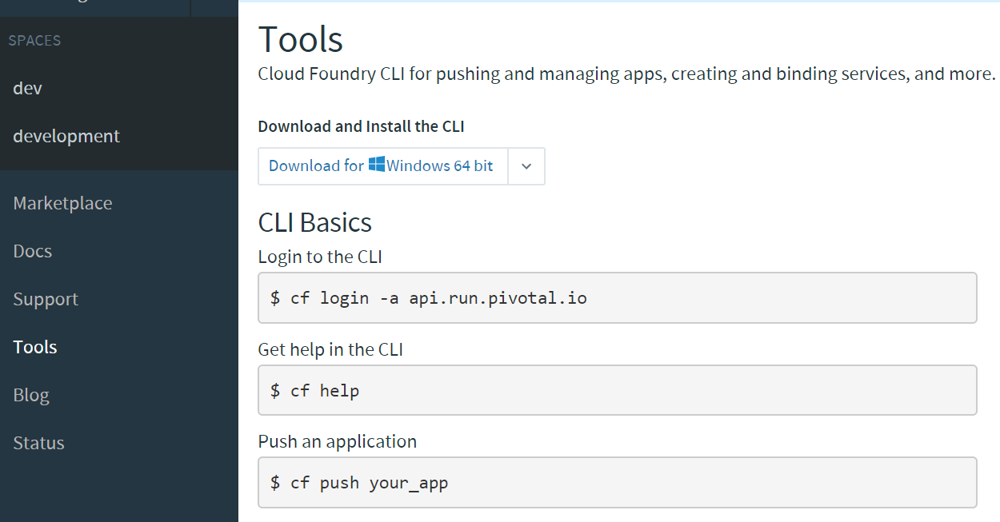 SPACES
dev
development
Marketplace
Docs
Support
Tools
Blog
Status
Tools
Cloud Foundry CLI for pushing and managing apps, creating and binding services, and more.
Download and Install the CLI
Download for Windows 64 bit
CLI Basics
Login to the CLI
$ cf login -a api.run.pivotal.io
Get help in the CLI
$ cf help
Push an application
$ cf push your_app